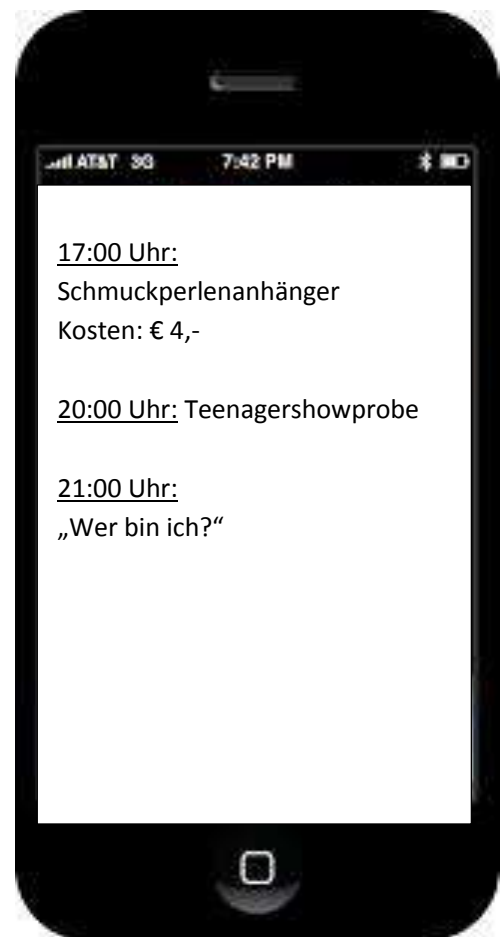 AT&T 3G 7:42 PM
17:00 Uhr:
Schmuckperlenanhänger
Kosten: € 4,-
20:00 Uhr: Teenagershowprobe
21:00 Uhr:
„Wer bin ich?“